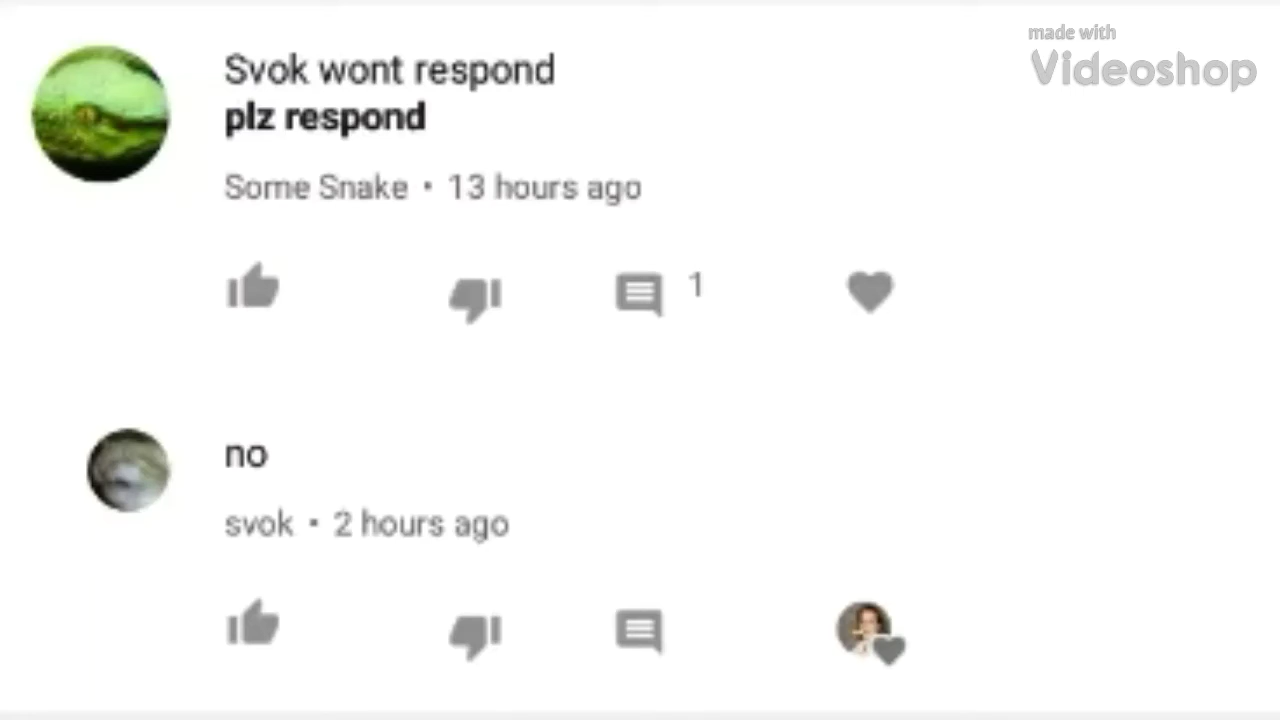 made with
Videoshop
Svok wont respond
plz respond
Some Snake • 13 hours ago
1
no
svok • 2 hours ago